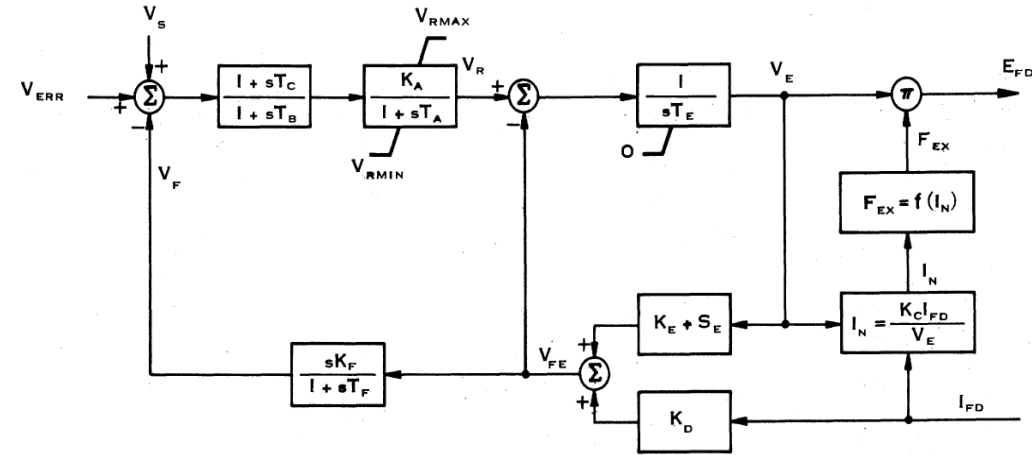 V_S
V_ERR
+
+
−
Σ
V_F
1 + sT_C
1 + sT_B
V_RMAX
K_A
1 + sT_A
V_RMIN
V_R
+
−
Σ
1
sT_E
0
V_E
π
E_FD
F_EX
F_EX = f (I_N)
I_N
I_N = K_C I_FD
V_E
K_E + S_E
+
Σ
+
V_FE
sK_F
1 + sT_F
K_D
I_FD